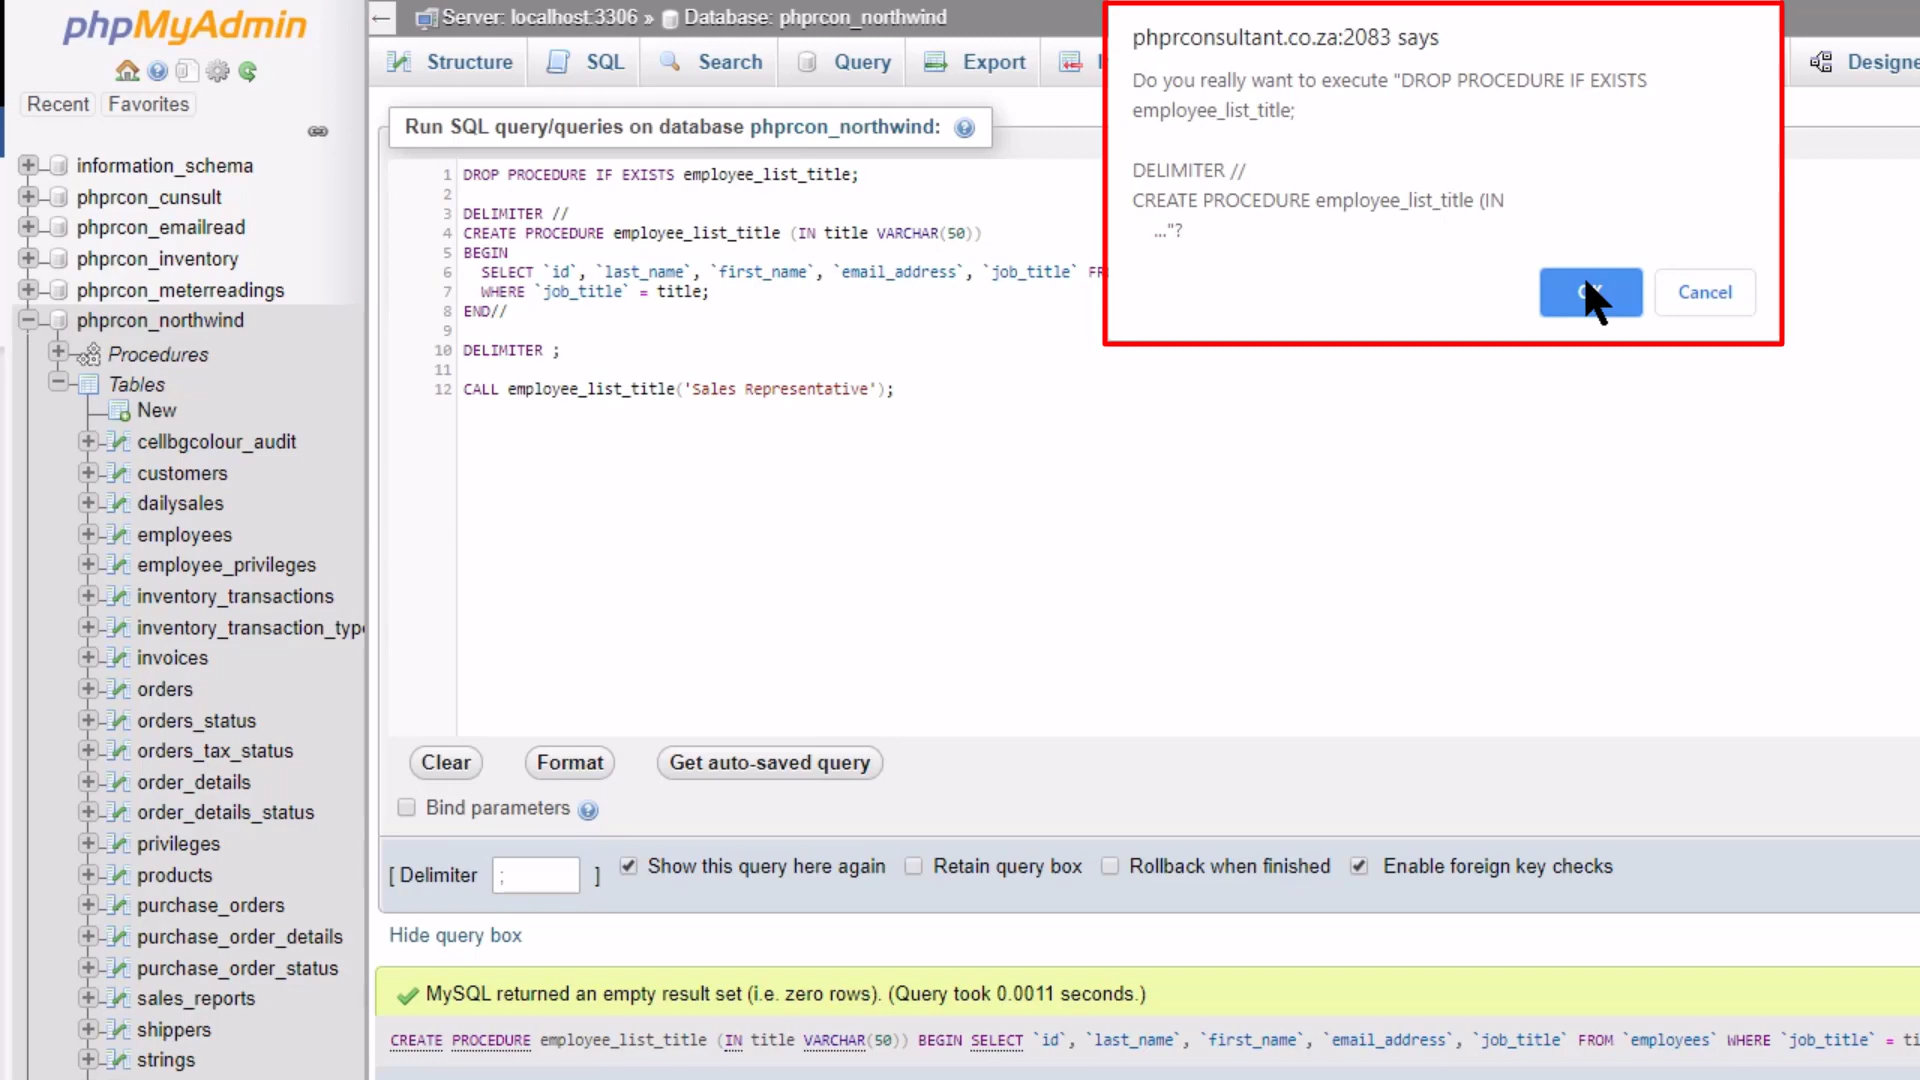 phpMyAdmin
Recent Favorites
information_schema
phprcon_cunsult
phprcon_emailread
phprcon_inventory
phprcon_meterreadings
phprcon_northwind
Procedures
Tables
New
cellbgcolour_audit
customers
dailysales
employees
employee_privileges
inventory_transactions
inventory_transaction_type
invoices
orders
orders_status
orders_tax_status
order_details
order_details_status
privileges
products
purchase_orders
purchase_order_details
purchase_order_status
sales_reports
shippers
strings
Server: localhost:3306 » Database: phprcon_northwind
Structure SQL Search Query Export Designe
Run SQL query/queries on database phprcon_northwind:
1 DROP PROCEDURE IF EXISTS employee_list_title;
2
3 DELIMITER //
4 CREATE PROCEDURE employee_list_title (IN title VARCHAR(50))
5 BEGIN
6 SELECT `id`, `last_name`, `first_name`, `email_address`, `job_title` FR
7 WHERE `job_title` = title;
8 END//
9
10 DELIMITER ;
11
12 CALL employee_list_title('Sales Representative');
phprconsultant.co.za:2083 says
Do you really want to execute "DROP PROCEDURE IF EXISTS
employee_list_title;
DELIMITER //
CREATE PROCEDURE employee_list_title (IN
..."?
Cancel
Clear Format Get auto-saved query
Bind parameters
[ Delimiter ; ] Show this query here again Retain query box Rollback when finished Enable foreign key checks
Hide query box
MySQL returned an empty result set (i.e. zero rows). (Query took 0.0011 seconds.)
CREATE PROCEDURE employee_list_title (IN title VARCHAR(50)) BEGIN SELECT `id`, `last_name`, `first_name`, `email_address`, `job_title` FROM `employees` WHERE `job_title` = ti